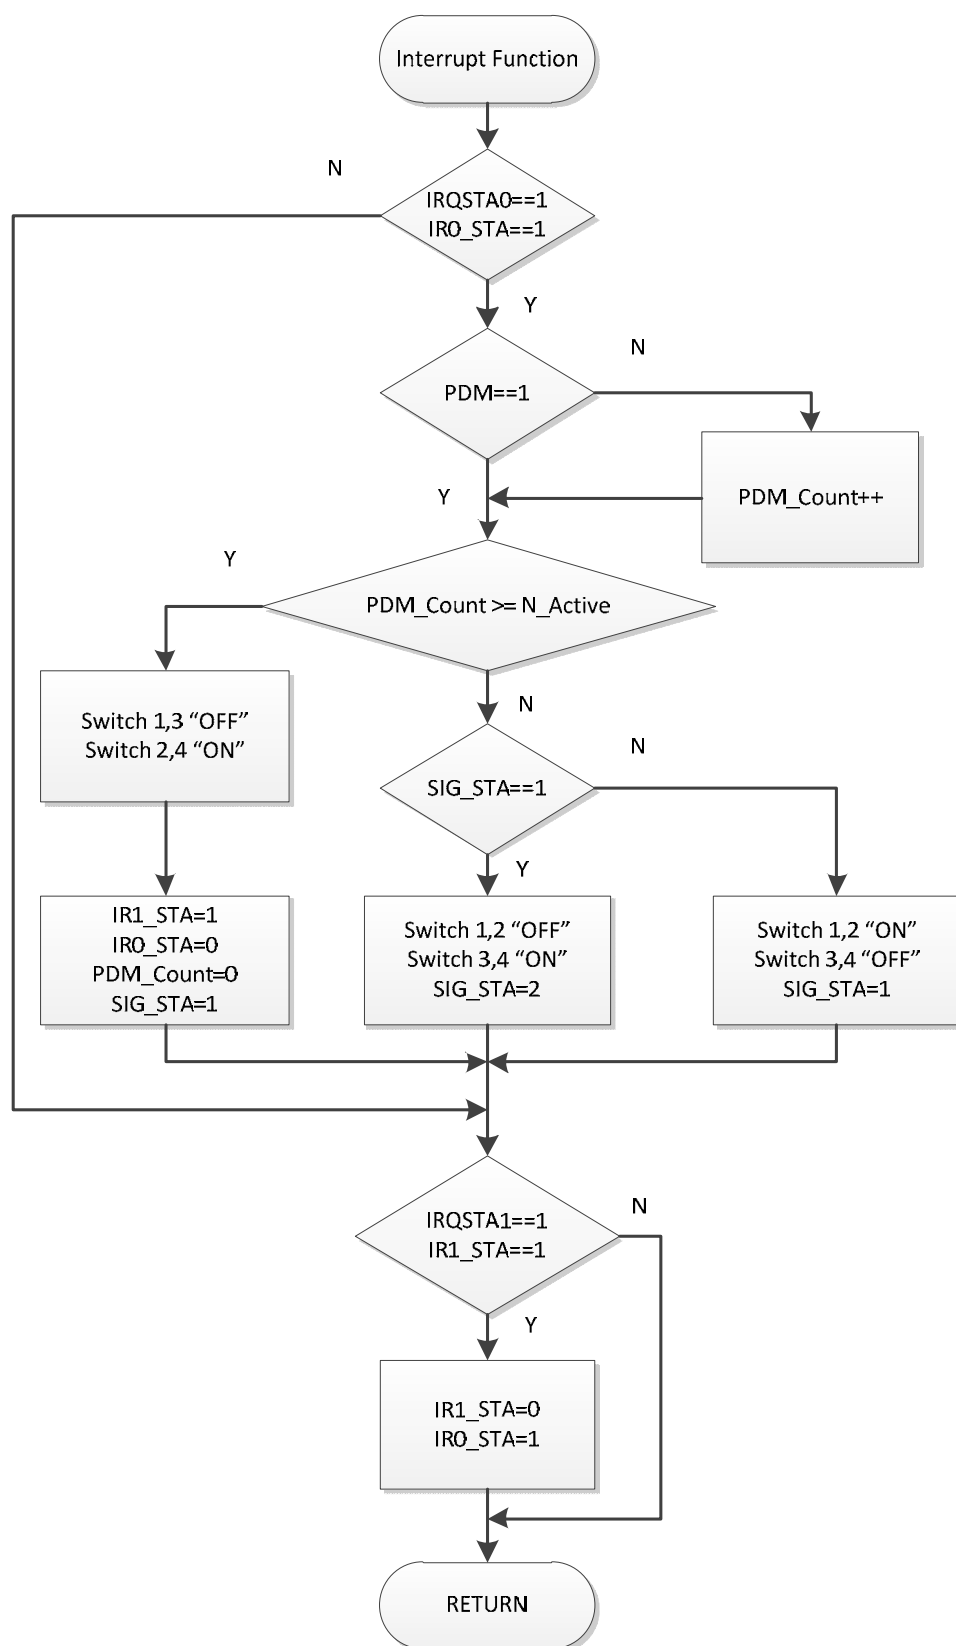 Interrupt Function
N
IRQSTA0==1
IR0_STA==1
Y
N
PDM==1
Y
PDM_Count++
Y
PDM_Count >= N_Active
N
Switch 1,3 “OFF”
Switch 2,4 “ON”
N
SIG_STA==1
Y
IR1_STA=1
IR0_STA=0
PDM_Count=0
SIG_STA=1
Switch 1,2 “OFF”
Switch 3,4 “ON”
SIG_STA=2
Switch 1,2 “ON”
Switch 3,4 “OFF”
SIG_STA=1
N
IRQSTA1==1
IR1_STA==1
Y
IR1_STA=0
IR0_STA=1
RETURN